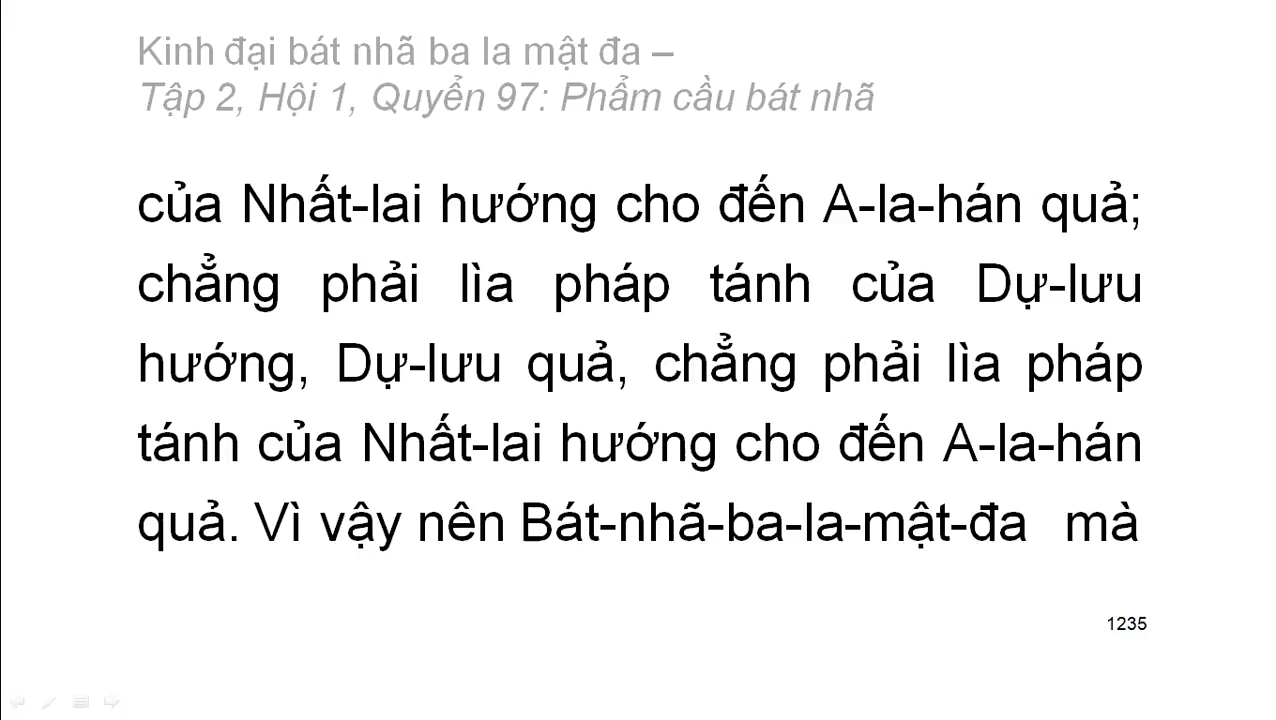 Kinh đại bát nhã ba la mật đa –
Tập 2, Hội 1, Quyển 97: Phẩm cầu bát nhã
của Nhất-lai hướng cho đến A-la-hán quả;
chẳng phải lìa pháp tánh của Dự-lưu
hướng, Dự-lưu quả, chẳng phải lìa pháp
tánh của Nhất-lai hướng cho đến A-la-hán
quả. Vì vậy nên Bát-nhã-ba-la-mật-đa mà
1235